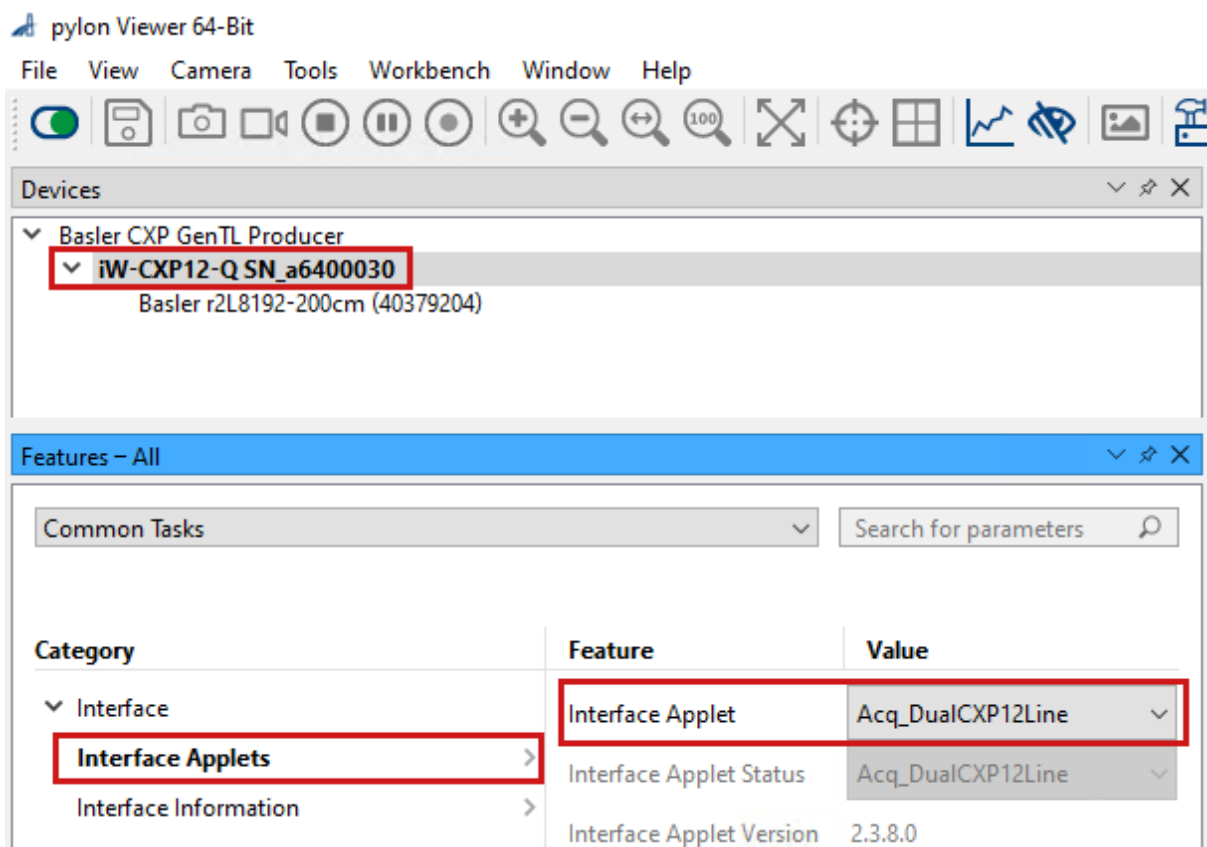 pylon Viewer 64-Bit
File View Camera Tools Workbench Window Help
100
Devices
Basler CXP GenTL Producer
iW-CXP12-Q SN_a6400030
Basler r2L8192-200cm (40379204)
Features – All
Common Tasks Search for parameters
Category Feature Value
Interface Interface Applet Acq_DualCXP12Line
Interface Applets Interface Applet Status Acq_DualCXP12Line
Interface Information Interface Applet Version 2.3.8.0